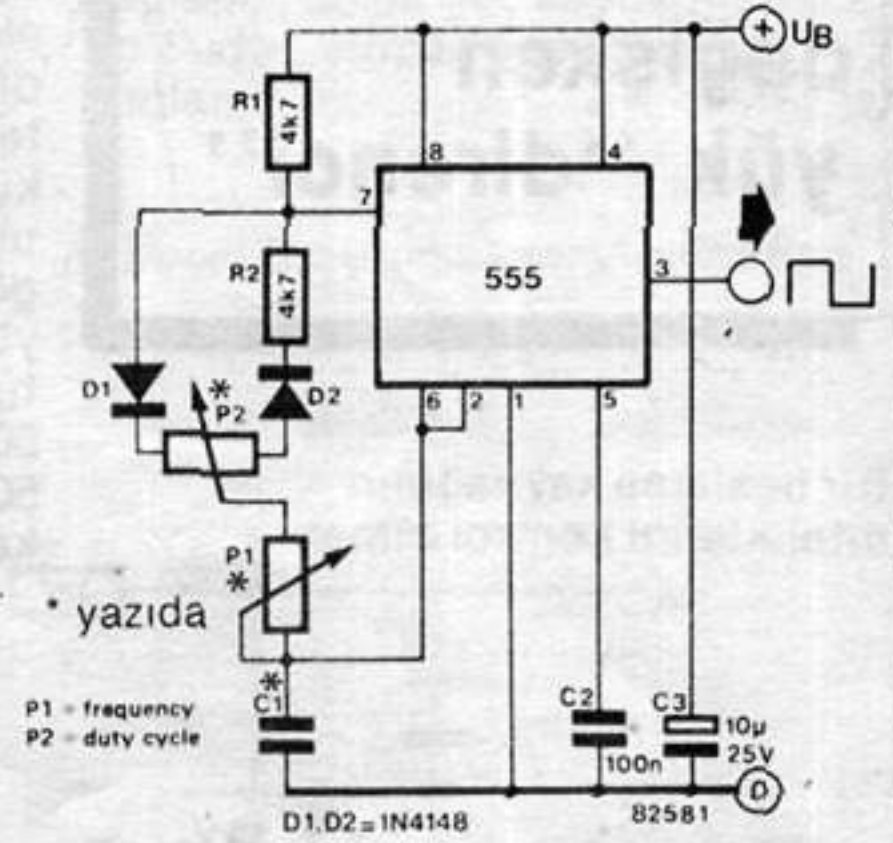 + UB
R1
4k7
8
4
7
R2
4k7
555
3
D1
*
P2
D2
6
2
1
5
P1
*
* yazıda
*
C1
C2
C3
P1 = frequency
P2 = duty cycle
10µ
25V
100n
0
D1,D2=1N4148
82581